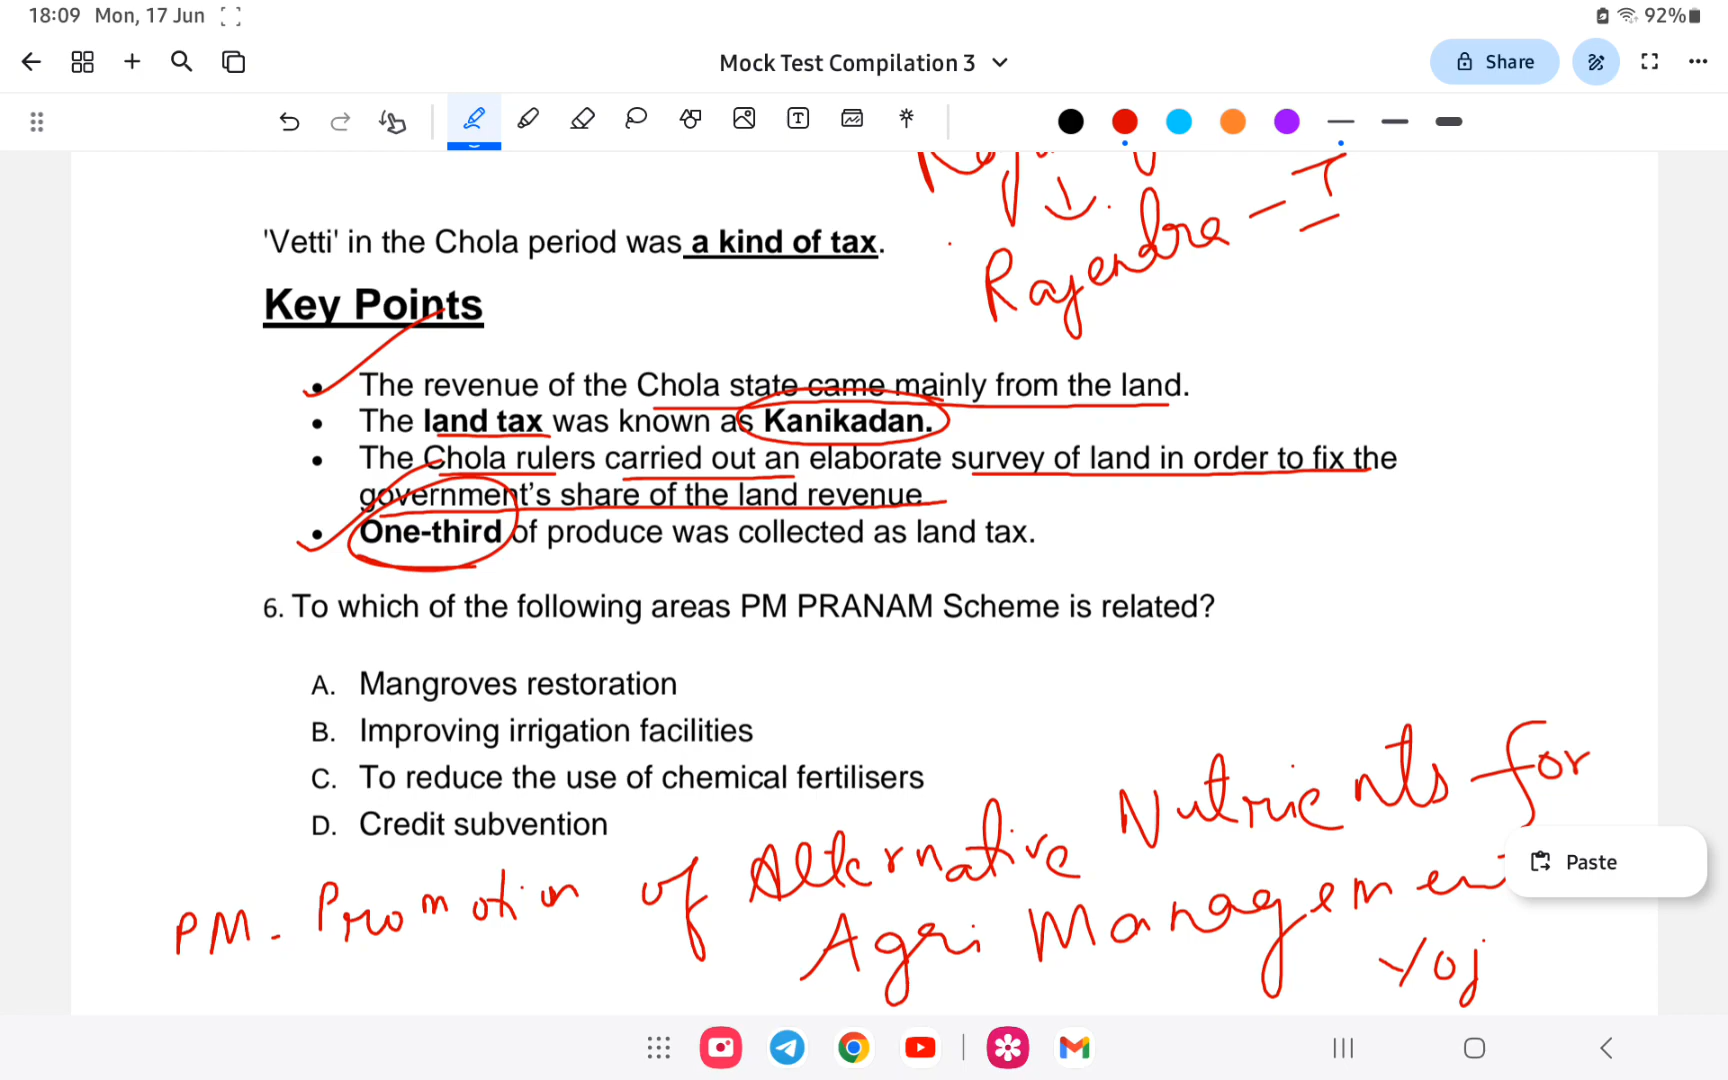 18:09 Mon, 17 Jun
92%
Mock Test Compilation 3
Share
Rajendra - I
'Vetti' in the Chola period was a kind of tax.
Key Points
• The revenue of the Chola state came mainly from the land.
• The land tax was known as Kanikadan.
• The Chola rulers carried out an elaborate survey of land in order to fix the
government's share of the land revenue
• One-third of produce was collected as land tax.
6. To which of the following areas PM PRANAM Scheme is related?
A. Mangroves restoration
B. Improving irrigation facilities
C. To reduce the use of chemical fertilisers
D. Credit subvention
PM - Promotion of Alternative Nutrients for
Agri Management
Yoj
Paste